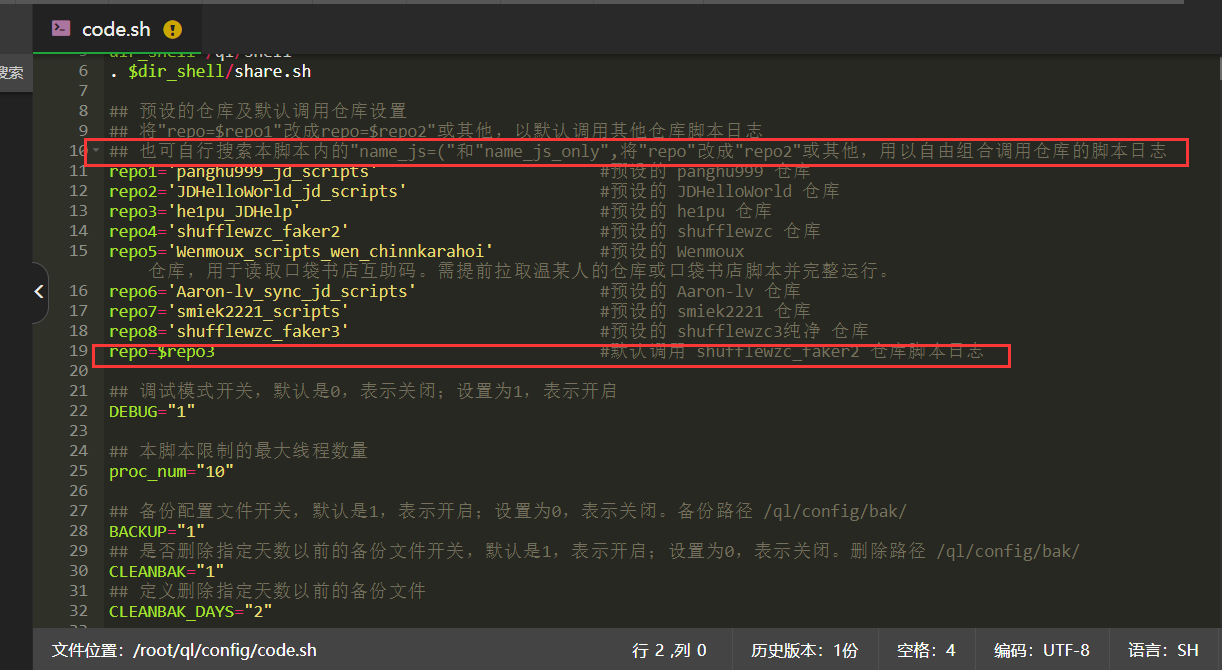 code.sh
搜索
6 . $dir_shell/share.sh
7
8 ## 预设的仓库及默认调用仓库设置
9 ## 将"repo=$repo1"改成repo=$repo2"或其他，以默认调用其他仓库脚本日志
10 ## 也可自行搜索本脚本内的"name_js=("和"name_js_only",将"repo"改成"repo2"或其他，用以自由组合调用仓库的脚本日志
11 repo1='panghu999_jd_scripts' #预设的 panghu999 仓库
12 repo2='JDHelloWorld_jd_scripts' #预设的 JDHelloWorld 仓库
13 repo3='he1pu_JDHelp' #预设的 he1pu 仓库
14 repo4='shufflewzc_faker2' #预设的 shufflewzc 仓库
15 repo5='Wenmoux_scripts_wen_chinnkarahoi' #预设的 Wenmoux
仓库，用于读取口袋书店互助码。需提前拉取温某人的仓库或口袋书店脚本并完整运行。
16 repo6='Aaron-lv_sync_jd_scripts' #预设的 Aaron-lv 仓库
17 repo7='smiek2221_scripts' #预设的 smiek2221 仓库
18 repo8='shufflewzc_faker3' #预设的 shufflewzc3纯净 仓库
19 repo=$repo3 #默认调用 shufflewzc_faker2 仓库脚本日志
20
21 ## 调试模式开关，默认是0，表示关闭；设置为1，表示开启
22 DEBUG="1"
23
24 ## 本脚本限制的最大线程数量
25 proc_num="10"
26
27 ## 备份配置文件开关，默认是1，表示开启；设置为0，表示关闭。备份路径 /ql/config/bak/
28 BACKUP="1"
29 ## 是否删除指定天数以前的备份文件开关，默认是1，表示开启；设置为0，表示关闭。删除路径 /ql/config/bak/
30 CLEANBAK="1"
31 ## 定义删除指定天数以前的备份文件
32 CLEANBAK_DAYS="2"
文件位置：/root/ql/config/code.sh 行 2 ,列 0 历史版本：1份 空格：4 编码：UTF-8 语言：SH